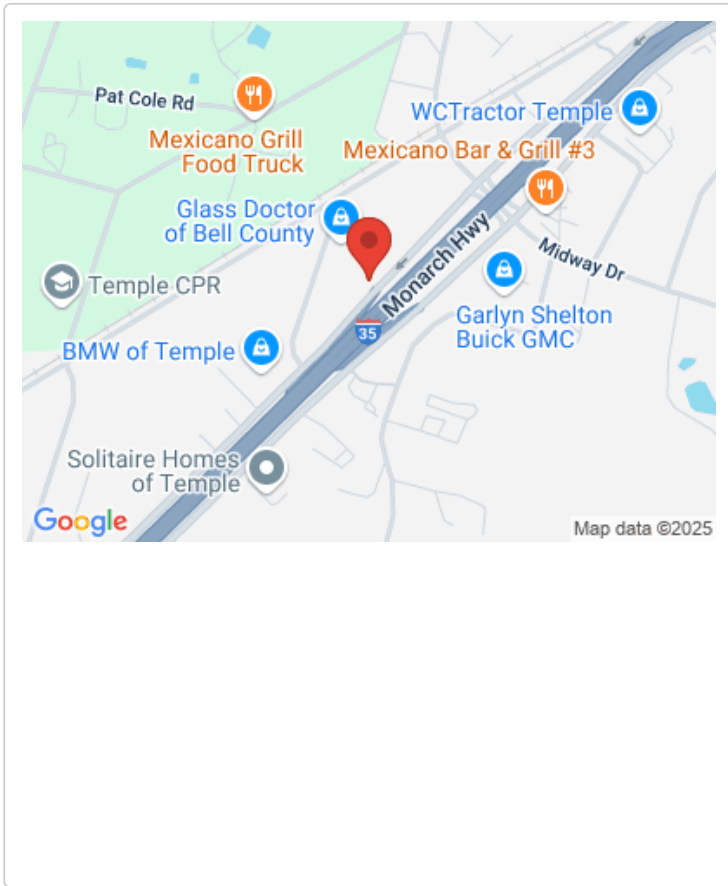 Pat Cole Rd
WCTractor Temple
Mexicano Grill
Food Truck
Mexicano Bar & Grill #3
Glass Doctor
of Bell County
Monarch Hwy
Midway Dr
Temple CPR
Garlyn Shelton
Buick GMC
35
BMW of Temple
Solitaire Homes
of Temple
Google
Map data ©2025